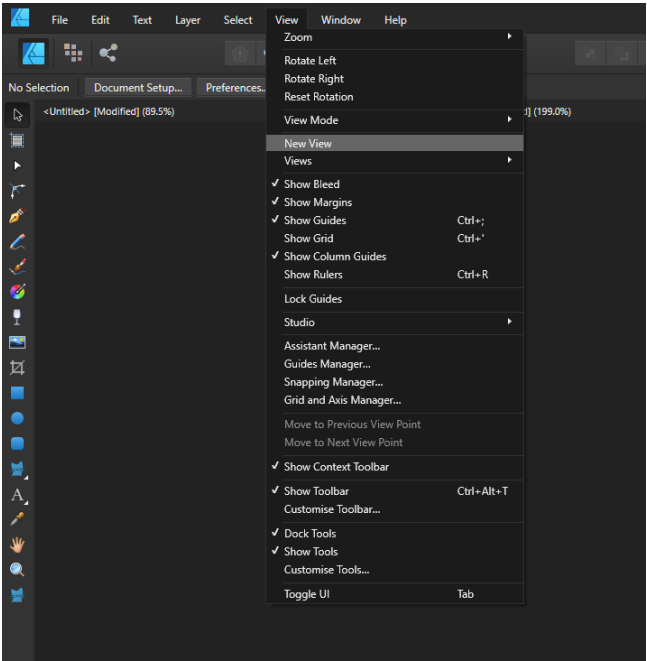 File Edit Text Layer Select View Window Help
No Selection Document Setup... Preferences..
<Untitled> [Modified] (89.5%)
d] (199.0%)
Zoom
Rotate Left
Rotate Right
Reset Rotation
View Mode
New View
Views
Show Bleed
Show Margins
Show Guides Ctrl+;
Show Grid Ctrl+'
Show Column Guides
Show Rulers Ctrl+R
Lock Guides
Studio
Assistant Manager...
Guides Manager...
Snapping Manager...
Grid and Axis Manager...
Move to Previous View Point
Move to Next View Point
Show Context Toolbar
Show Toolbar Ctrl+Alt+T
Customise Toolbar...
Dock Tools
Show Tools
Customise Tools...
Toggle UI Tab
A